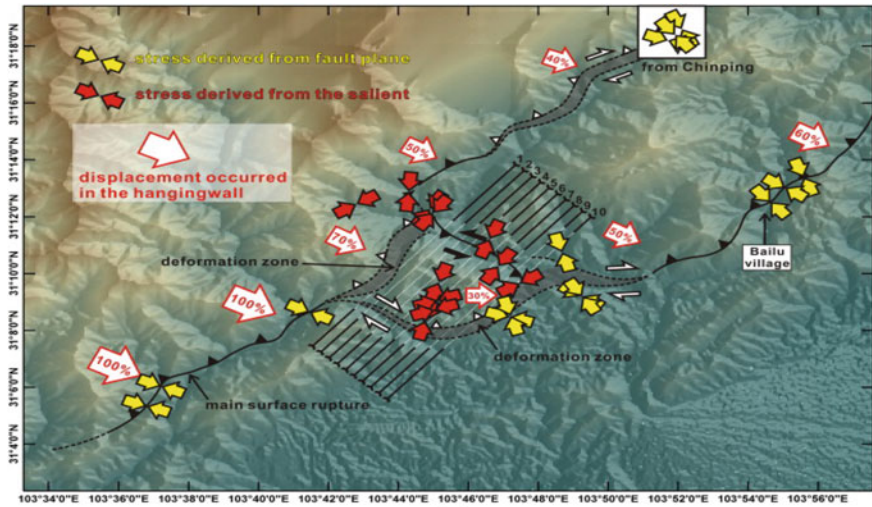 stress derived from fault plane
stress derived from the salient
displacement occurred
in the hangingwall
40%
from Chinping
60%
50%
1 2 3 4 5 6 7 8 9 10
70%
50%
deformation zone
Bailu
village
100%
30%
deformation zone
100%
main surface rupture
31°18'0"N
31°16'0"N
31°14'0"N
31°12'0"N
31°10'0"N
31°8'0"N
31°6'0"N
31°4'0"N
103°34'0"E 103°36'0"E 103°38'0"E 103°40'0"E 103°42'0"E 103°44'0"E 103°46'0"E 103°48'0"E 103°50'0"E 103°52'0"E 103°54'0"E 103°56'0"E